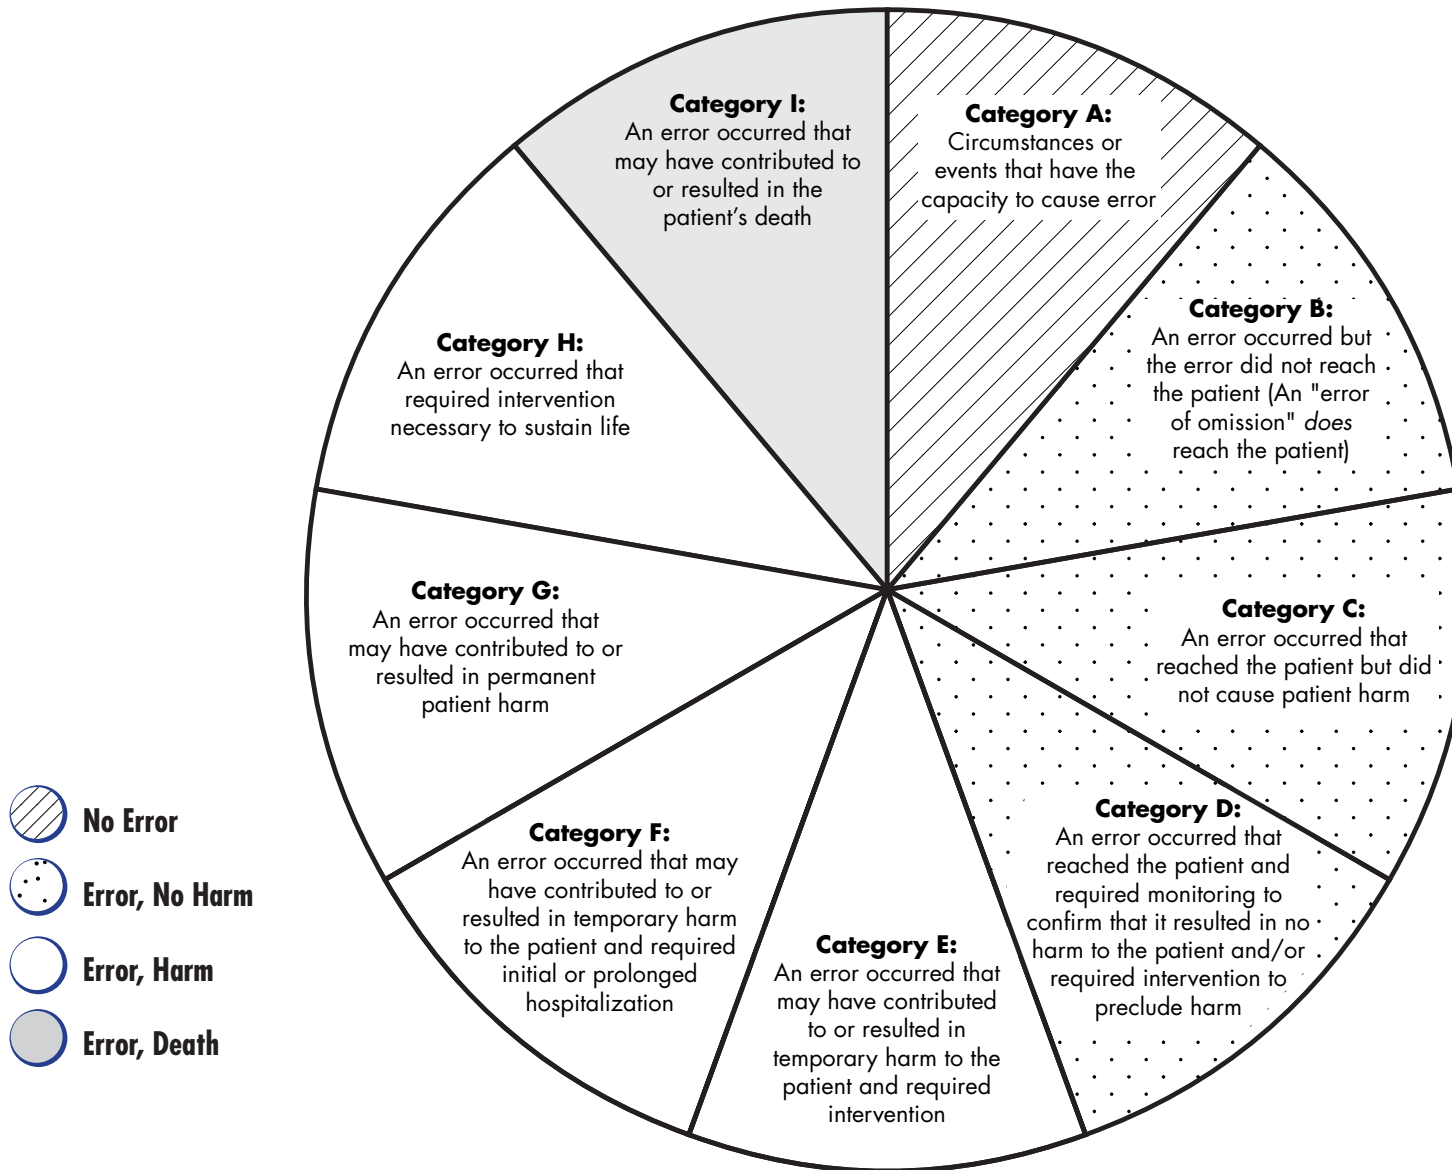 Category I:
An error occurred that
may have contributed to
or resulted in the
patient’s death
Category A:
Circumstances or
events that have the
capacity to cause error
Category B:
An error occurred but
the error did not reach
the patient (An "error
of omission" does
reach the patient)
Category C:
An error occurred that
reached the patient but did
not cause patient harm
Category D:
An error occurred that
reached the patient and
required monitoring to
confirm that it resulted in no
harm to the patient and/or
required intervention to
preclude harm
Category E:
An error occurred that
may have contributed
to or resulted in
temporary harm to the
patient and required
intervention
Category F:
An error occurred that may
have contributed to or
resulted in temporary harm
to the patient and required
initial or prolonged
hospitalization
Category G:
An error occurred that
may have contributed to or
resulted in permanent
patient harm
Category H:
An error occurred that
required intervention
necessary to sustain life
No Error
Error, No Harm
Error, Harm
Error, Death